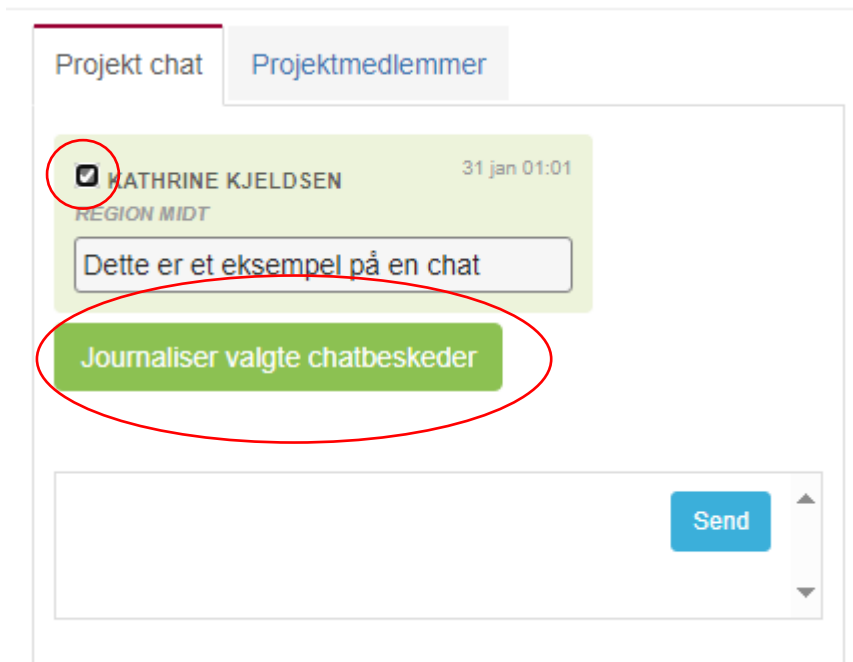 Projekt chat Projektmedlemmer
KATHRINE KJELDSEN 31 jan 01:01
REGION MIDT
Dette er et eksempel på en chat
Journaliser valgte chatbeskeder
Send